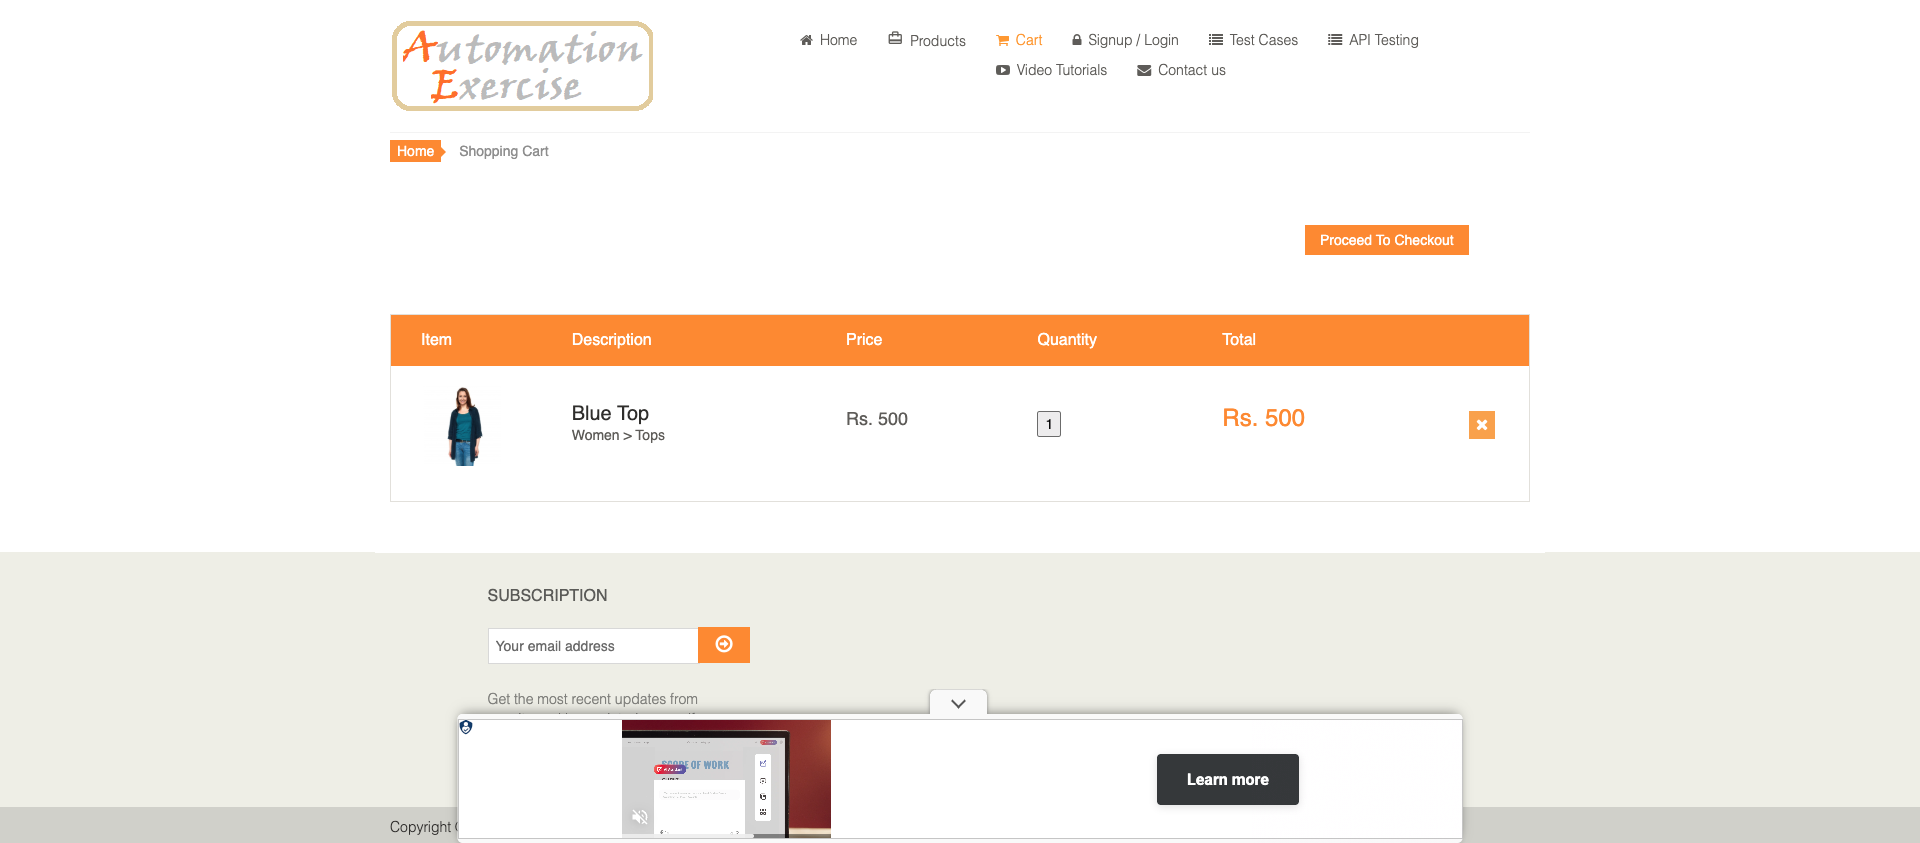 Automation
Exercise
Home
Products
Cart
Signup / Login
Test Cases
API Testing
Video Tutorials
Contact us
Home
Shopping Cart
Proceed To Checkout
Item Description Price Quantity Total
Blue Top
Women > Tops
Rs. 500
1
Rs. 500
SUBSCRIPTION
Your email address
Get the most recent updates from
SCOPE OF WORK
Learn more
Copyright